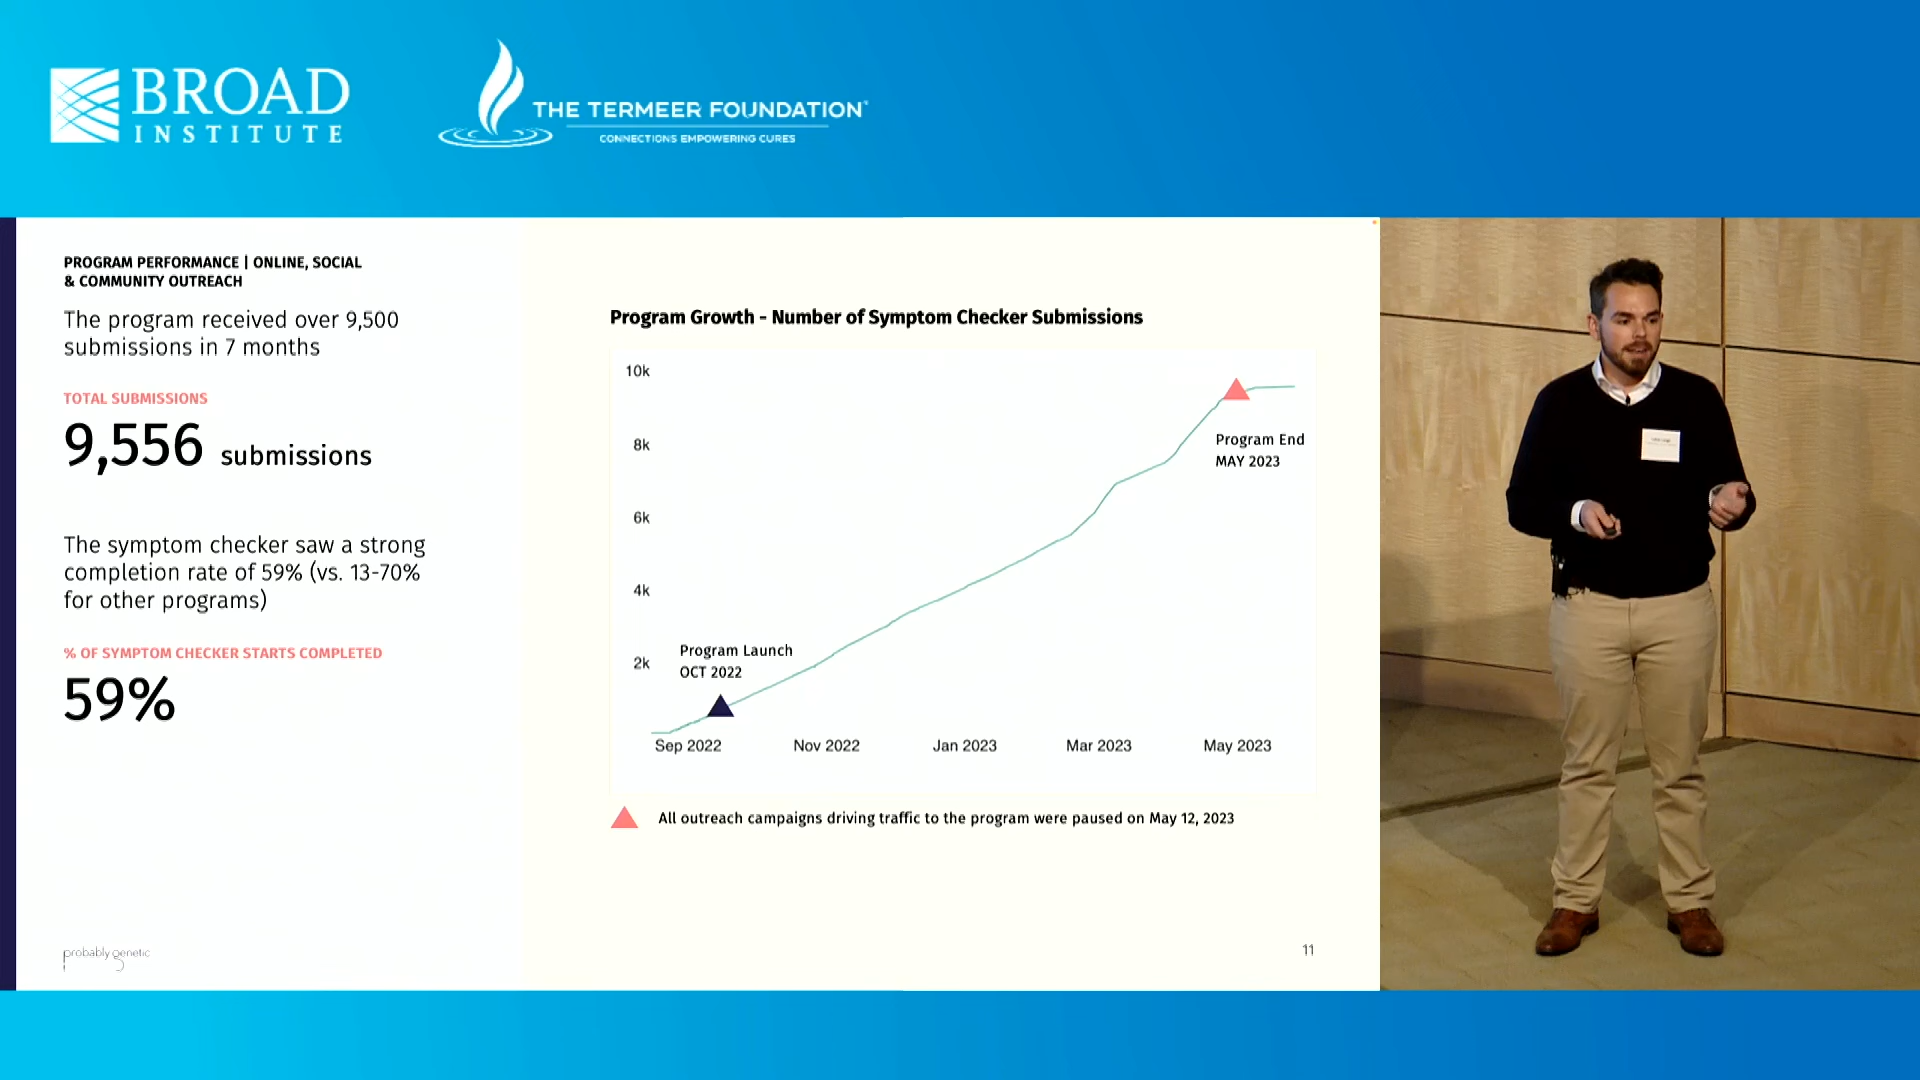 BROAD
INSTITUTE
THE TERMEER FOUNDATION
CONNECTIONS EMPOWERING CURES
PROGRAM PERFORMANCE | ONLINE, SOCIAL
& COMMUNITY OUTREACH
The program received over 9,500
submissions in 7 months
TOTAL SUBMISSIONS
9,556 submissions
The symptom checker saw a strong
completion rate of 59% (vs. 13-70%
for other programs)
% OF SYMPTOM CHECKER STARTS COMPLETED
59%
probably genetic
Program Growth - Number of Symptom Checker Submissions
10k
8k
6k
4k
2k
Program Launch
OCT 2022
Program End
MAY 2023
Sep 2022 Nov 2022 Jan 2023 Mar 2023 May 2023
All outreach campaigns driving traffic to the program were paused on May 12, 2023
11